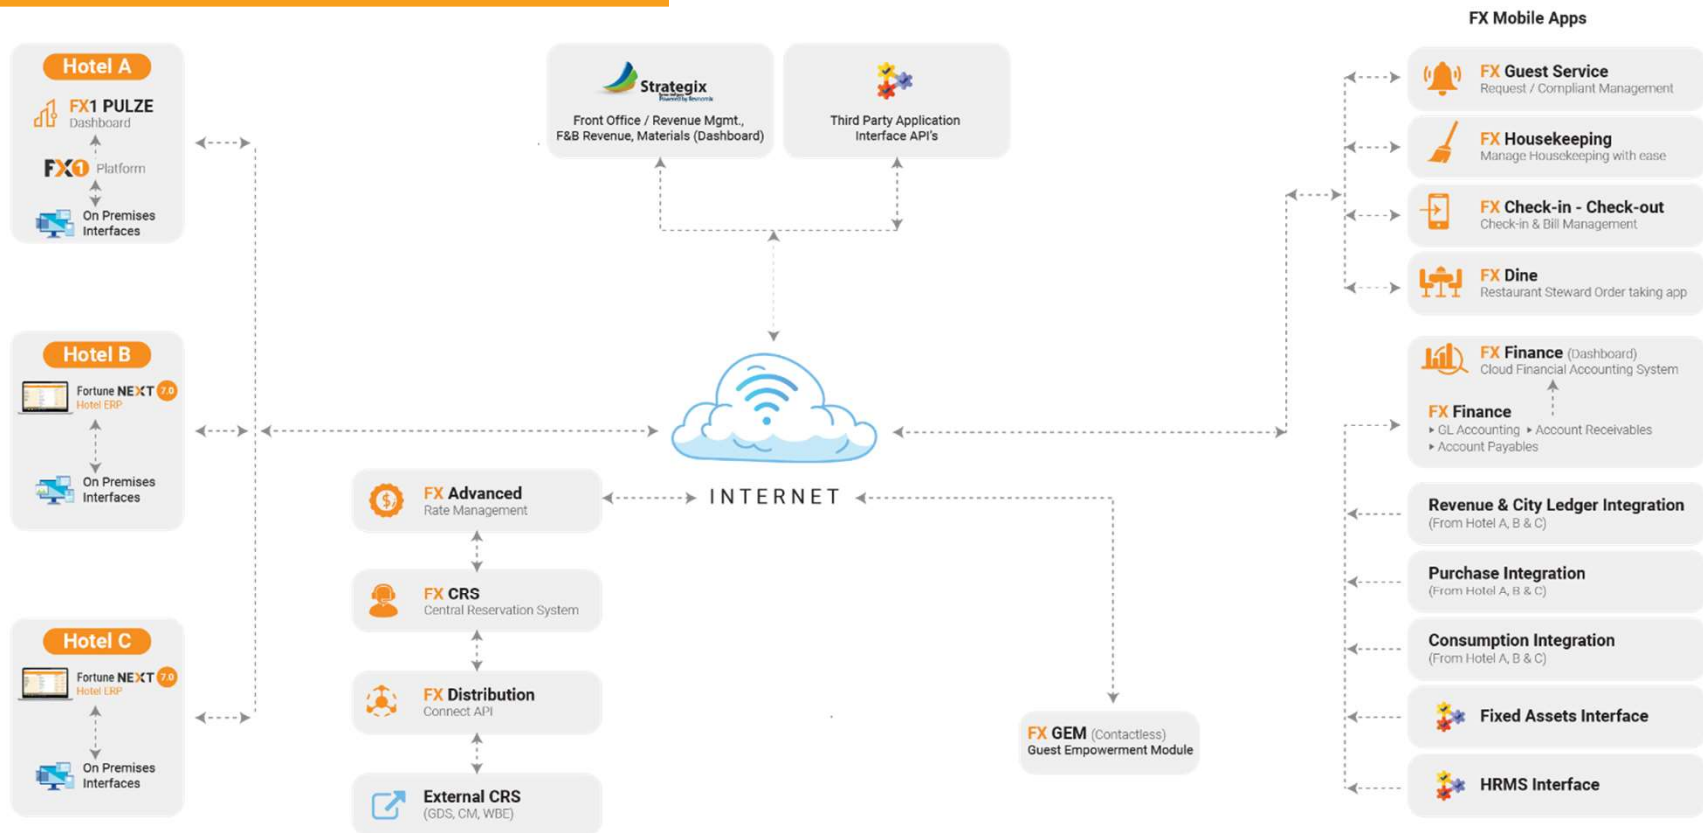 FX Mobile Apps
Hotel A
FX1 PULZE
Dashboard
FX1 Platform
On Premises
Interfaces
Hotel B
Fortune NEXT 7.0
Hotel ERP
On Premises
Interfaces
Hotel C
Fortune NEXT 7.0
Hotel ERP
On Premises
Interfaces
Strategix
Powered by Revnomix
Front Office / Revenue Mgmt.,
F&B Revenue, Materials (Dashboard)
Third Party Application
Interface API's
INTERNET
FX Advanced
Rate Management
FX CRS
Central Reservation System
FX Distribution
Connect API
External CRS
(GDS, CM, WBE)
FX GEM (Contactless)
Guest Empowerment Module
FX Guest Service
Request / Compliant Management
FX Housekeeping
Manage Housekeeping with ease
FX Check-in - Check-out
Check-in & Bill Management
FX Dine
Restaurant Steward Order taking app
FX Finance (Dashboard)
Cloud Financial Accounting System
FX Finance
▸ GL Accounting ▸ Account Receivables
▸ Account Payables
Revenue & City Ledger Integration
(From Hotel A, B & C)
Purchase Integration
(From Hotel A, B & C)
Consumption Integration
(From Hotel A, B & C)
Fixed Assets Interface
HRMS Interface